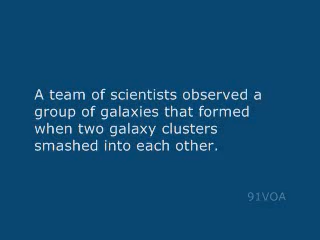 A team of scientists observed a
group of galaxies that formed
when two galaxy clusters
smashed into each other.
91VOA